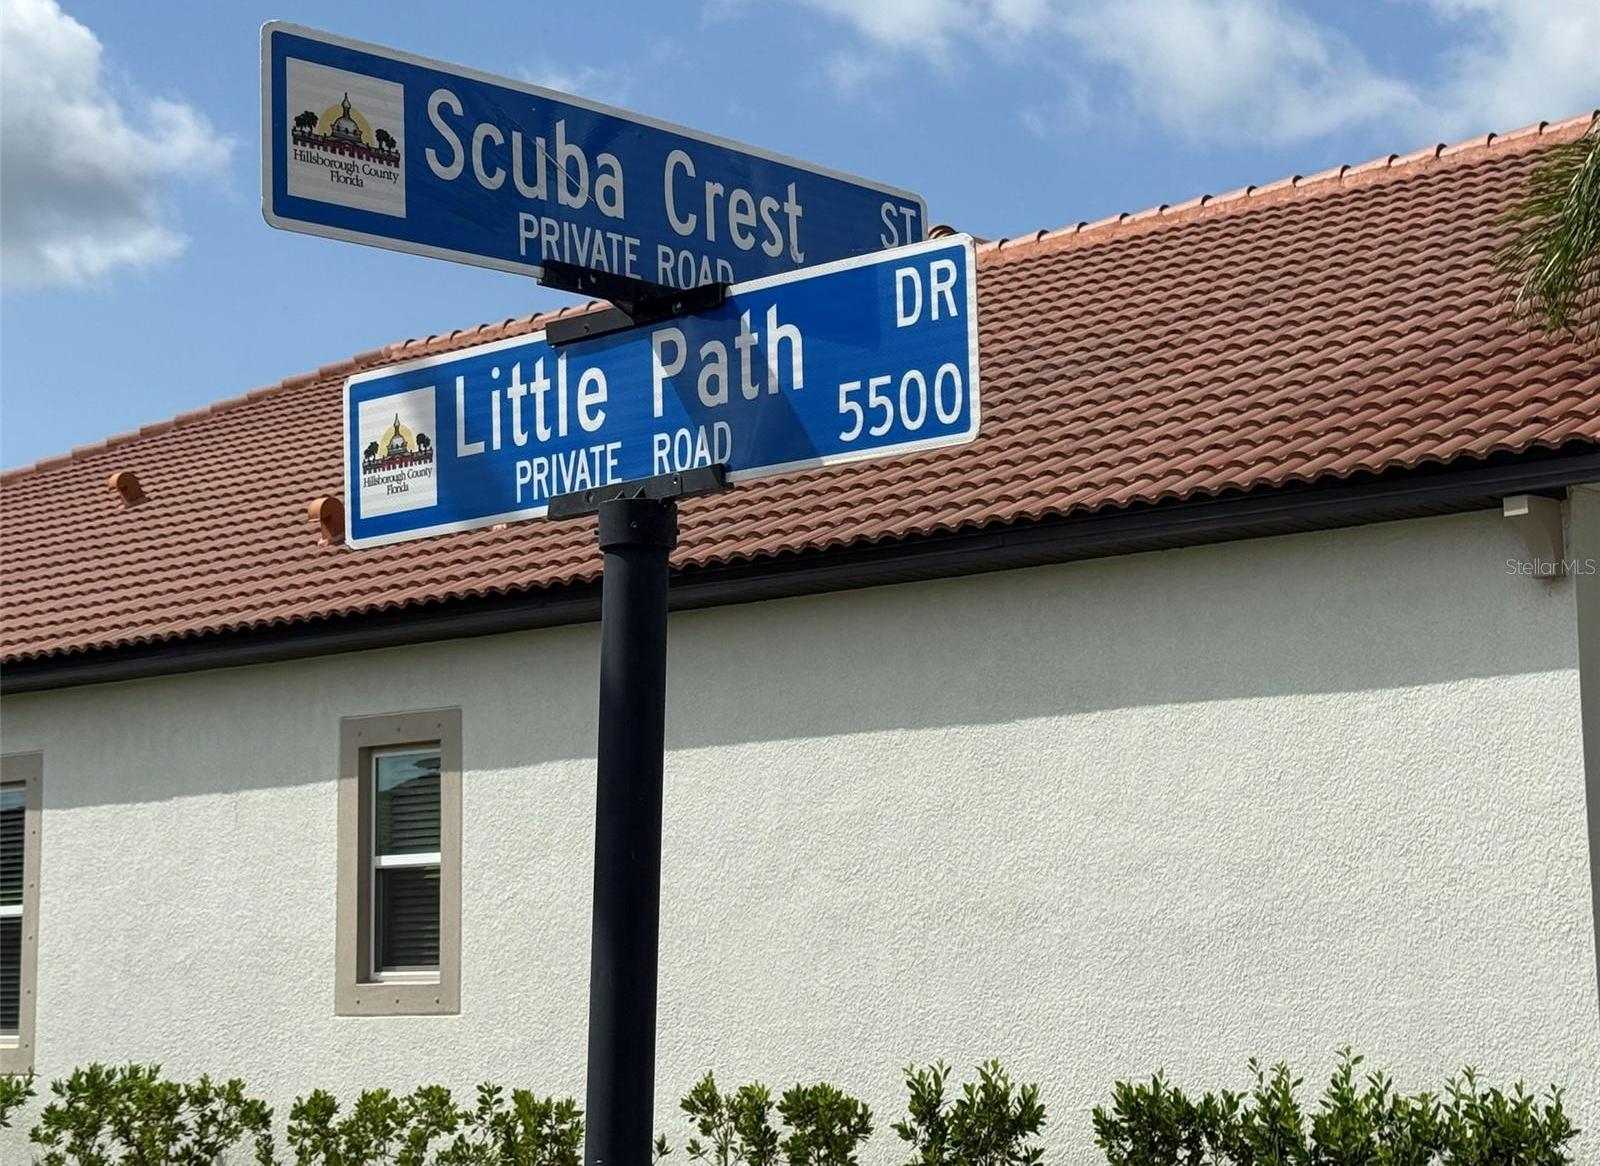 Hillsborough County
Florida
Scuba Crest ST
PRIVATE ROAD
Hillsborough County
Florida
Little Path DR
PRIVATE ROAD 5500
StellarMLS